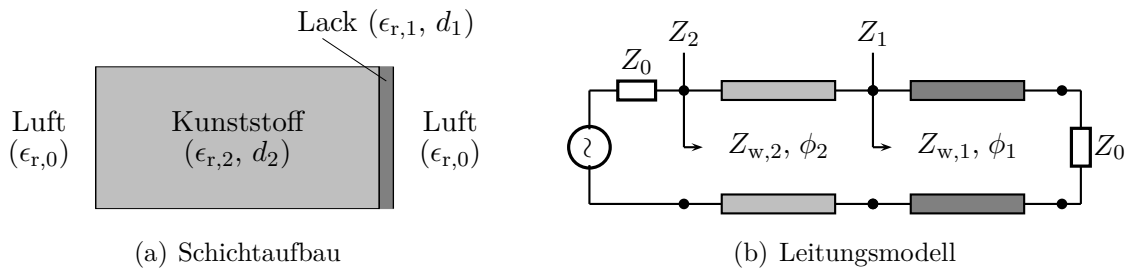 Lack (ϵr,1, d1)
Luft
(ϵr,0)
Kunststoff
(ϵr,2, d2)
Luft
(ϵr,0)
(a) Schichtaufbau
Z2
Z1
Z0
Zw,2, ϕ2
Zw,1, ϕ1
Z0
(b) Leitungsmodell